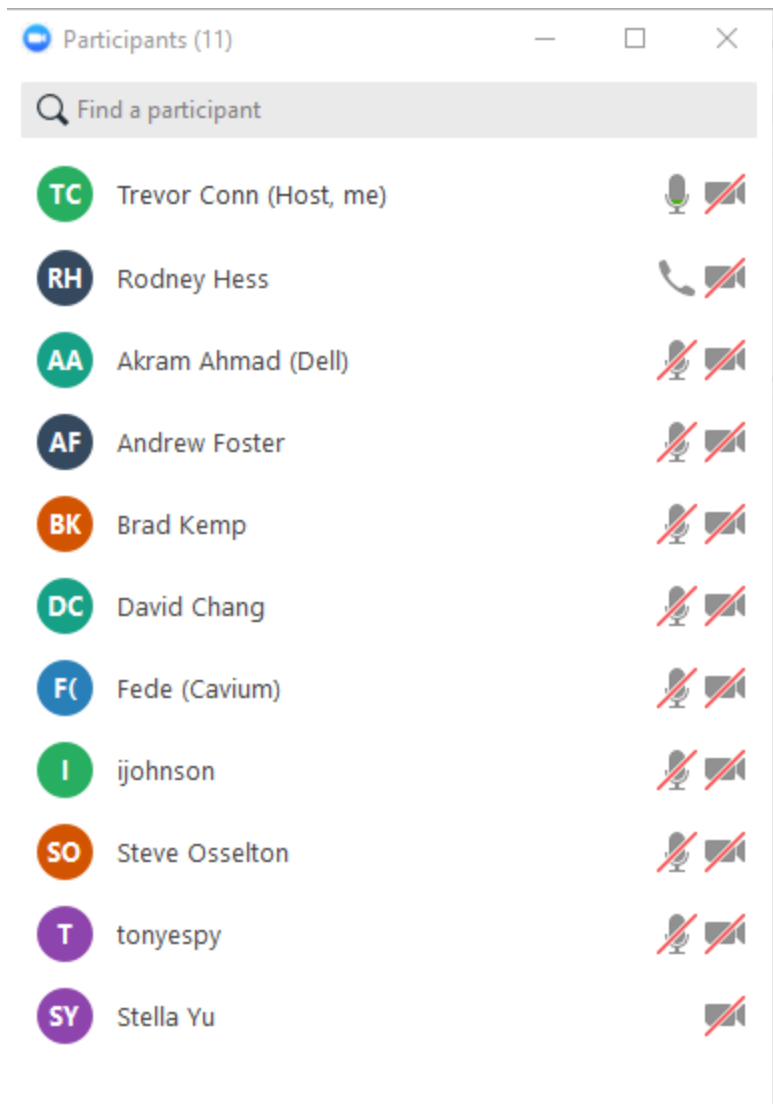 Participants (11)
Find a participant
TC Trevor Conn (Host, me)
RH Rodney Hess
AA Akram Ahmad (Dell)
AF Andrew Foster
BK Brad Kemp
DC David Chang
F( Fede (Cavium)
I ijohnson
SO Steve Osselton
T tonyespy
SY Stella Yu